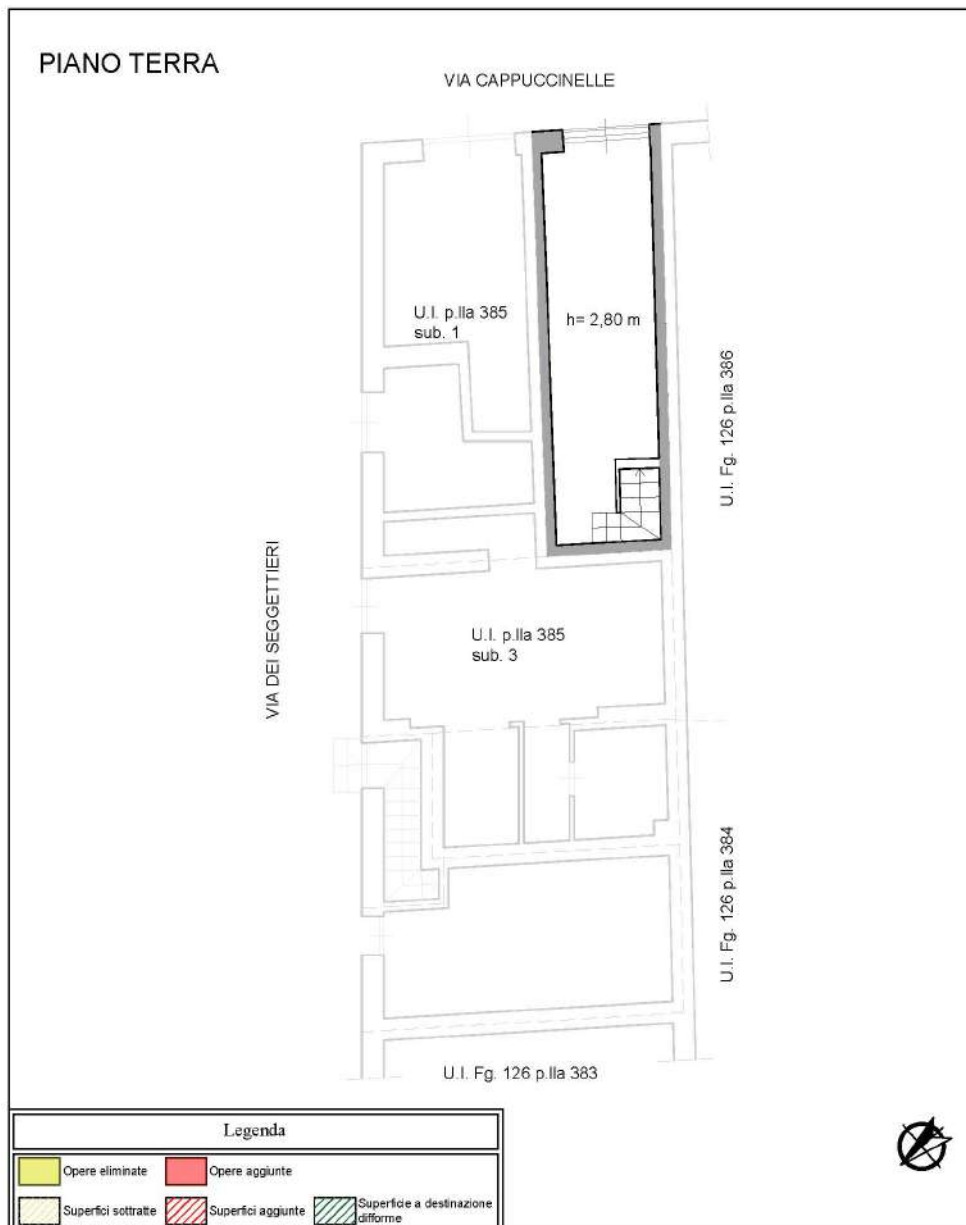 PIANO TERRA
VIA CAPPUCCINELLE
U.I. p.lla 385
sub. 1
h= 2,80 m
U.I. Fg. 126 p.lla 386
VIA DEI SEGGETTIERI
U.I. p.lla 385
sub. 3
U.I. Fg. 126 p.lla 384
U.I. Fg. 126 p.lla 383
Legenda
Opere eliminate
Opere aggiunte
Superfici sottratte
Superfici aggiunte
Superficie a destinazione
difforme